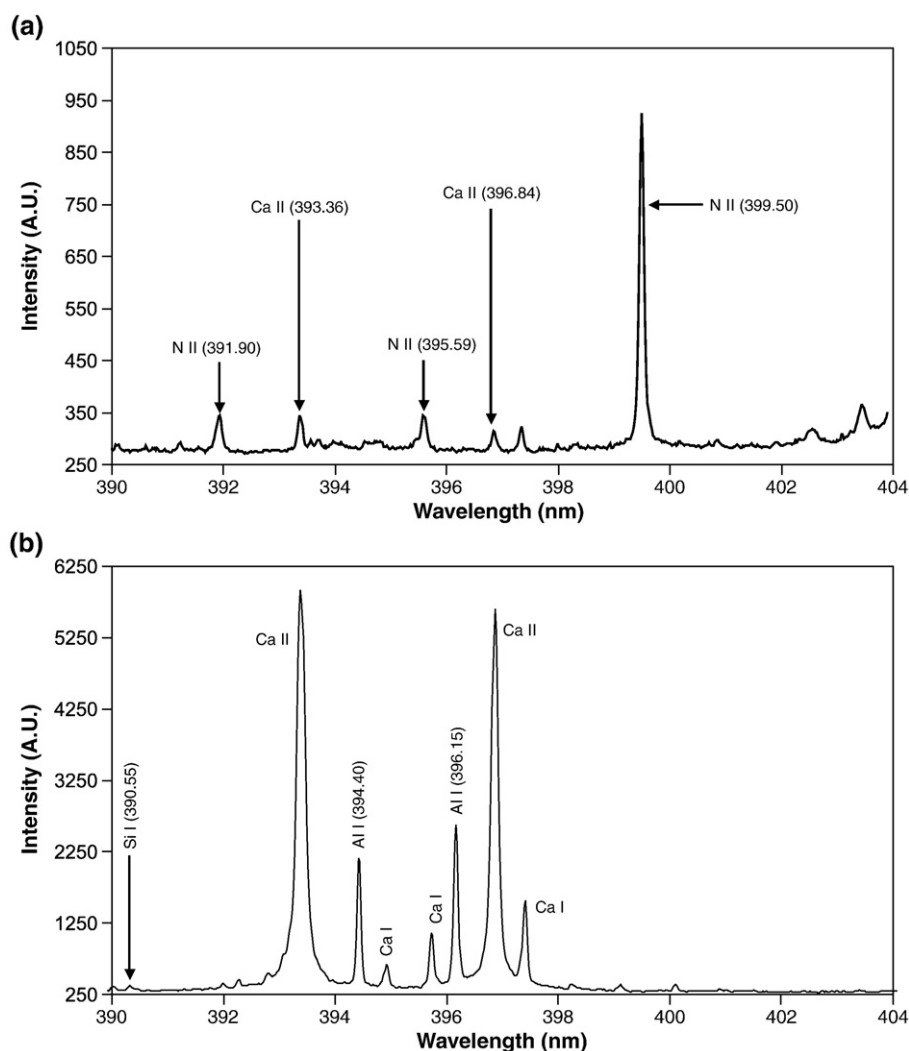 (a)
1050
950
850
750
650
550
450
350
250
Intensity (A.U.)
N II (391.90)
Ca II (393.36)
N II (395.59)
Ca II (396.84)
N II (399.50)
390 392 394 396 398 400 402 404
Wavelength (nm)
(b)
6250
5250
4250
3250
2250
1250
250
Intensity (A.U.)
Si I (390.55)
Ca II
Al I (394.40)
Ca I
Ca I
Al I (396.15)
Ca II
Ca I
390 392 394 396 398 400 402 404
Wavelength (nm)